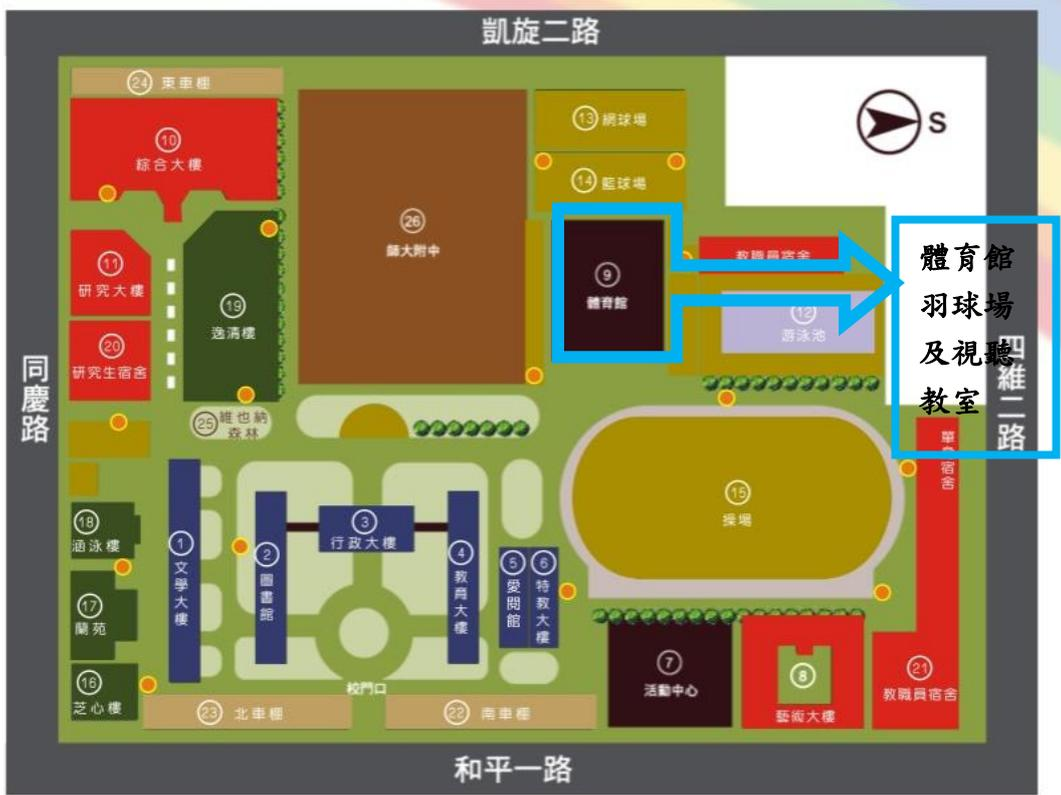 凱旋二路
24 東車棚
10
綜合大樓
13 網球場
14 籃球場
S
26
師大附中
11
研究大樓
19
逸清樓
9
體育館
教職員宿舍
12
游泳池
體育館
羽球場
及視聽
教室
20
研究生宿舍
同慶路
四維二路
25 維也納
森林
單身宿舍
15
操場
18
涵泳樓
1
文學大樓
2
圖書館
3
行政大樓
4
教育大樓
5
愛閱館
6
特教大樓
17
蘭苑
16
芝心樓
校門口
7
活動中心
8
藝術大樓
21
教職員宿舍
23 北車棚
22 南車棚
和平一路